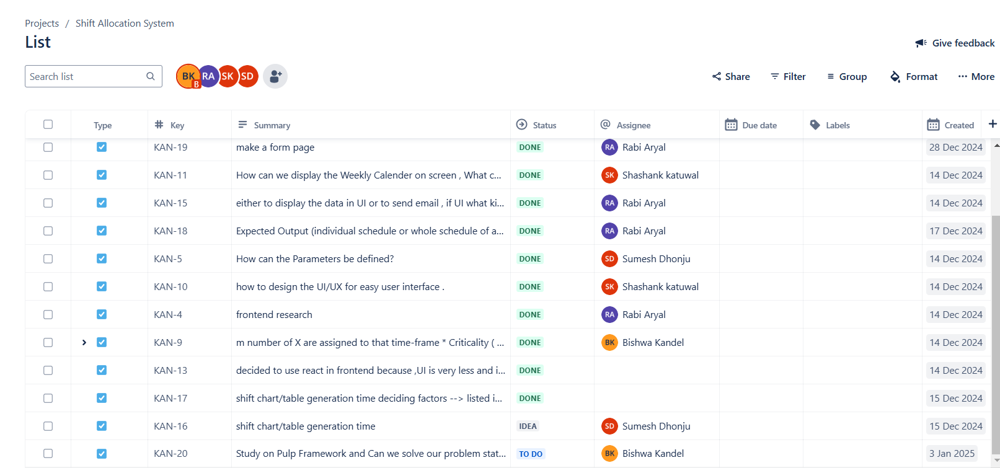 Projects / Shift Allocation System
List
Give feedback
Search list
BK B RA SK SD
Share Filter Group Format More
Type Key Summary Status Assignee Due date Labels Created
KAN-19 make a form page DONE RA Rabi Aryal 28 Dec 2024
KAN-11 How can we display the Weekly Calender on screen , What c... DONE SK Shashank katuwal 14 Dec 2024
KAN-15 either to display the data in UI or to send email , if UI what ki... DONE RA Rabi Aryal 14 Dec 2024
KAN-18 Expected Output (individual schedule or whole schedule of a... DONE RA Rabi Aryal 17 Dec 2024
KAN-5 How can the Parameters be defined? DONE SD Sumesh Dhonju 14 Dec 2024
KAN-10 how to design the UI/UX for easy user interface . DONE SK Shashank katuwal 14 Dec 2024
KAN-4 frontend research DONE RA Rabi Aryal 14 Dec 2024
KAN-9 m number of X are assigned to that time-frame * Criticality ( ... DONE BK Bishwa Kandel 14 Dec 2024
KAN-13 decided to use react in frontend because ,UI is very less and i... DONE 14 Dec 2024
KAN-17 shift chart/table generation time deciding factors --> listed i... DONE 15 Dec 2024
KAN-16 shift chart/table generation time IDEA SD Sumesh Dhonju 15 Dec 2024
KAN-20 Study on Pulp Framework and Can we solve our problem stat... TO DO BK Bishwa Kandel 3 Jan 2025